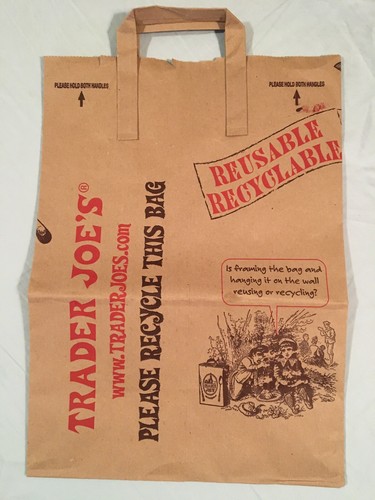 PLEASE HOLD BOTH HANDLES
PLEASE HOLD BOTH HANDLES
REUSABLE
RECYCLABLE
TRADER JOE'S®
www.TRADERJOES.com
PLEASE RECYCLE THIS BAG
Is framing the bag and
hanging it on the wall
reusing or recycling?